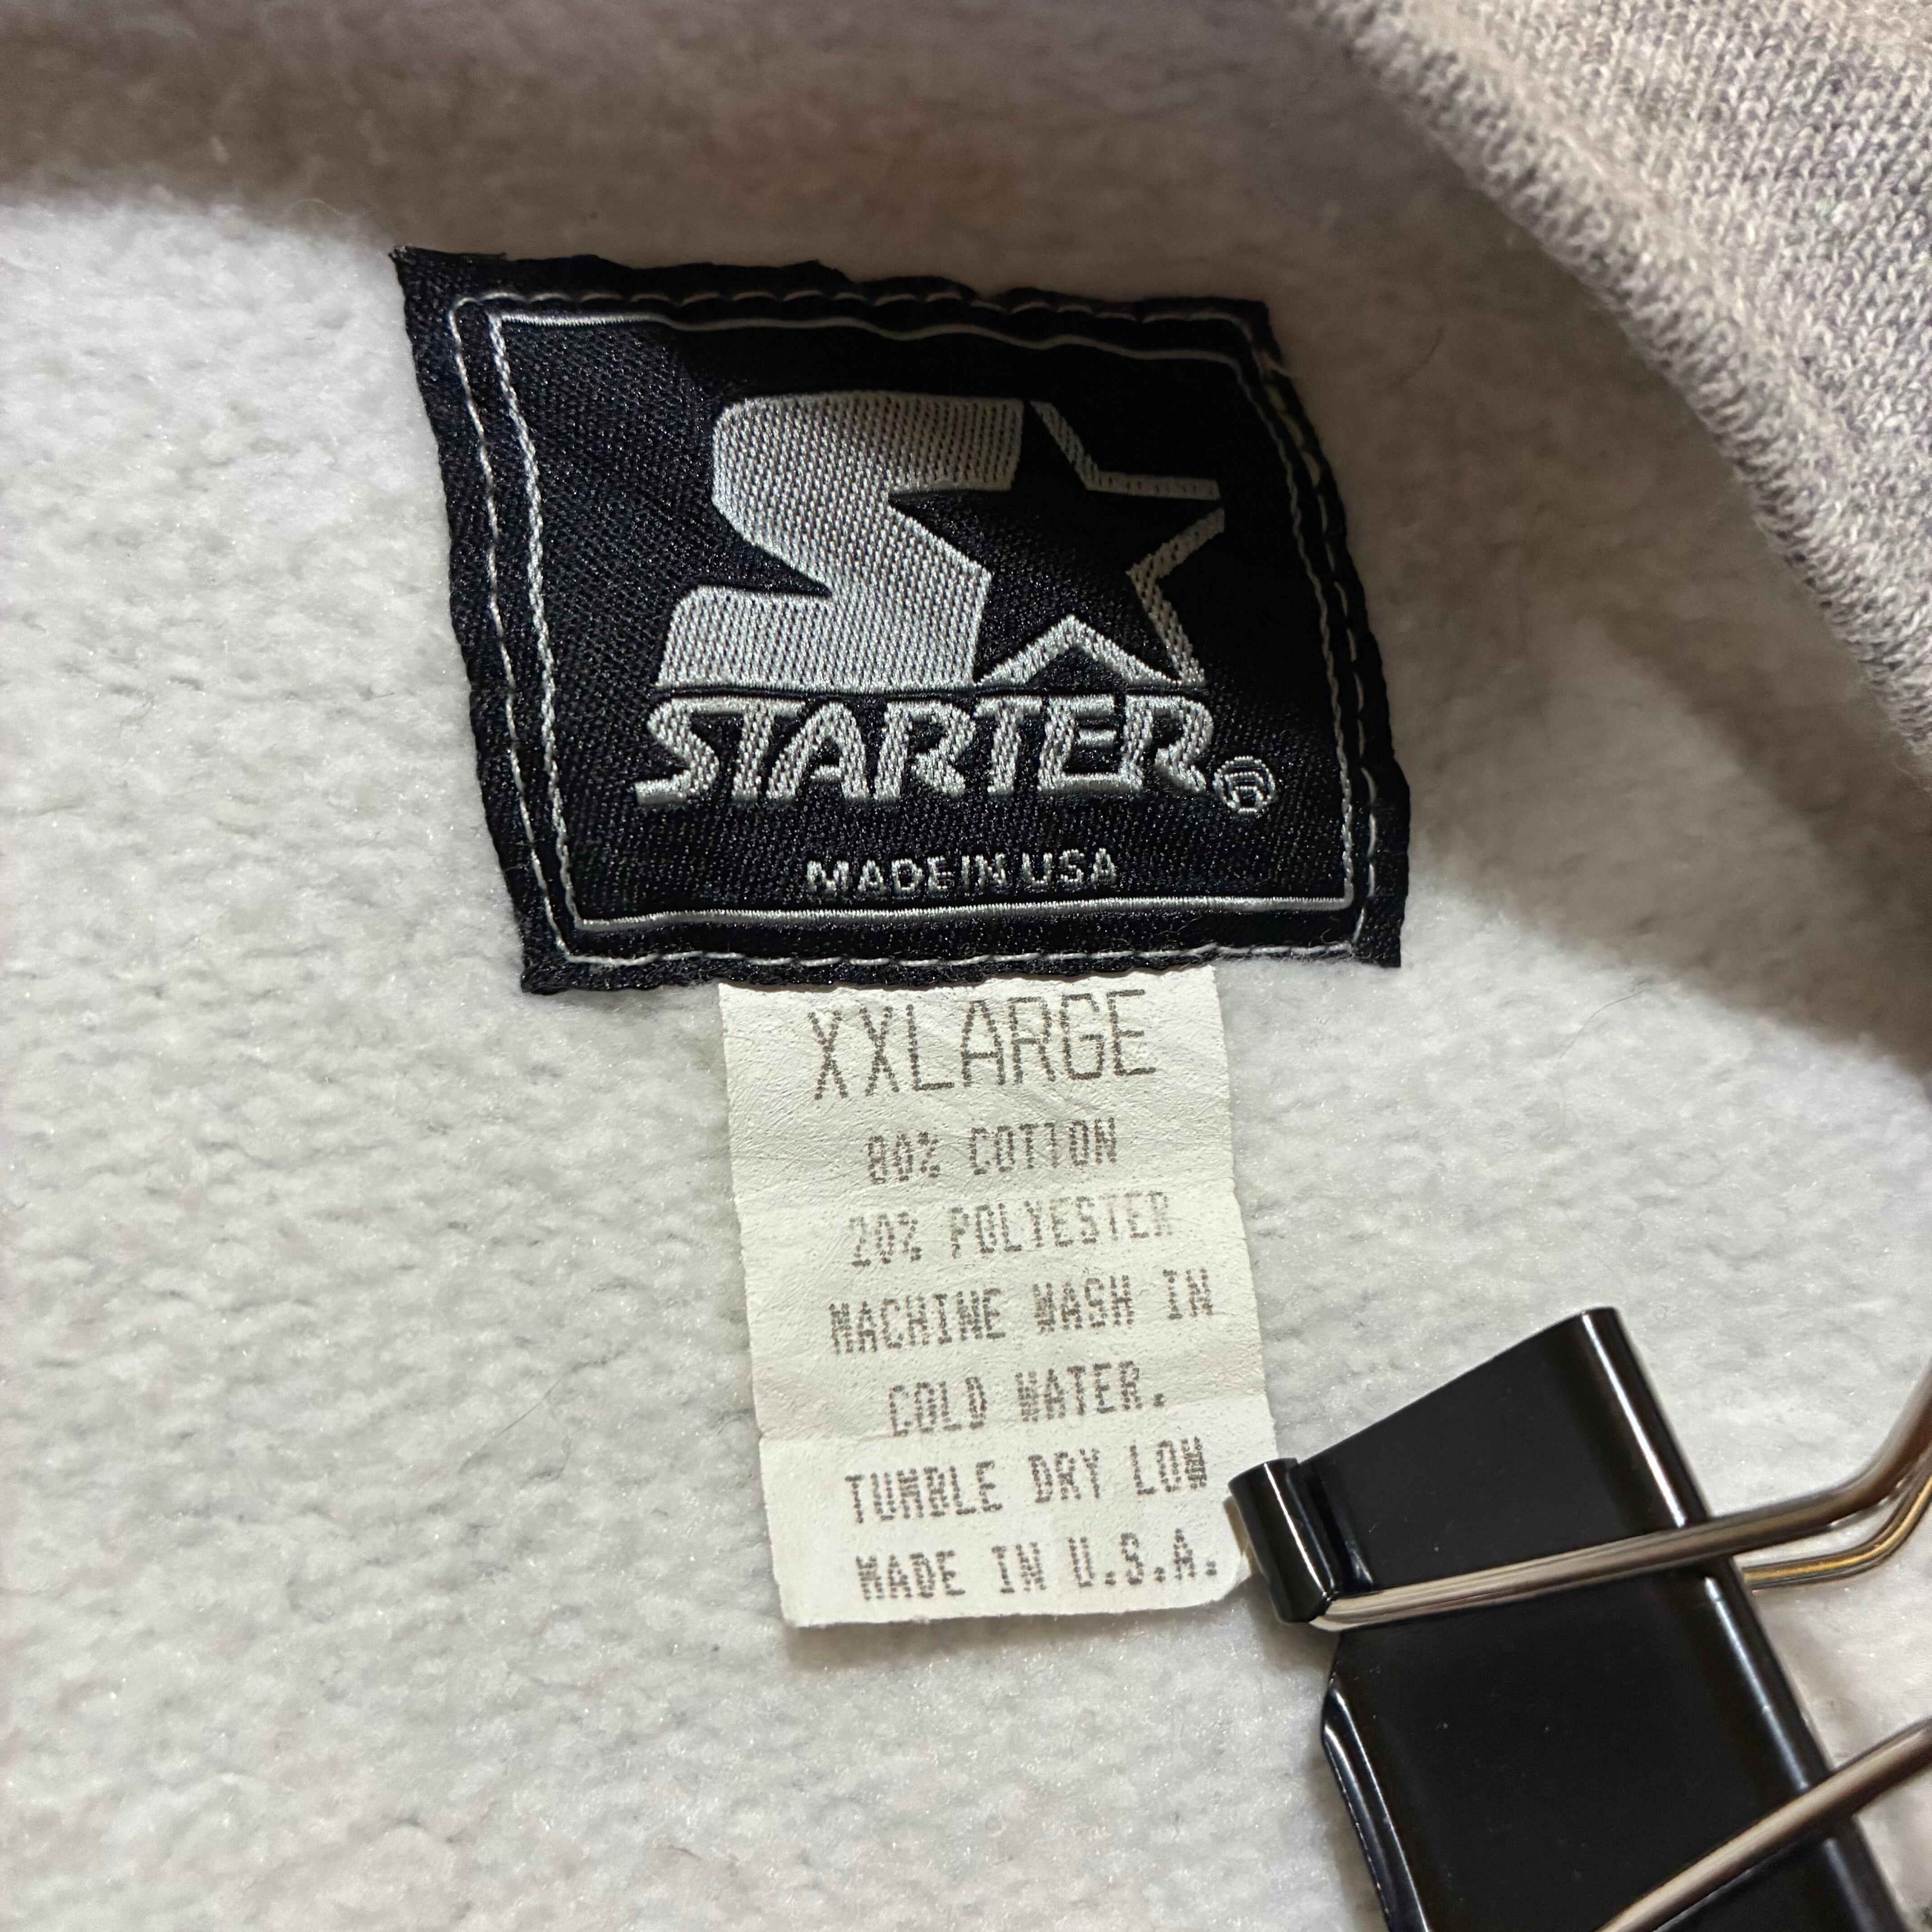 STARTER®
MADE IN USA
XXLARGE
80% COTTON
20% POLYESTER
MACHINE WASH IN
COLD WATER.
TUMBLE DRY LOW
MADE IN U.S.A.